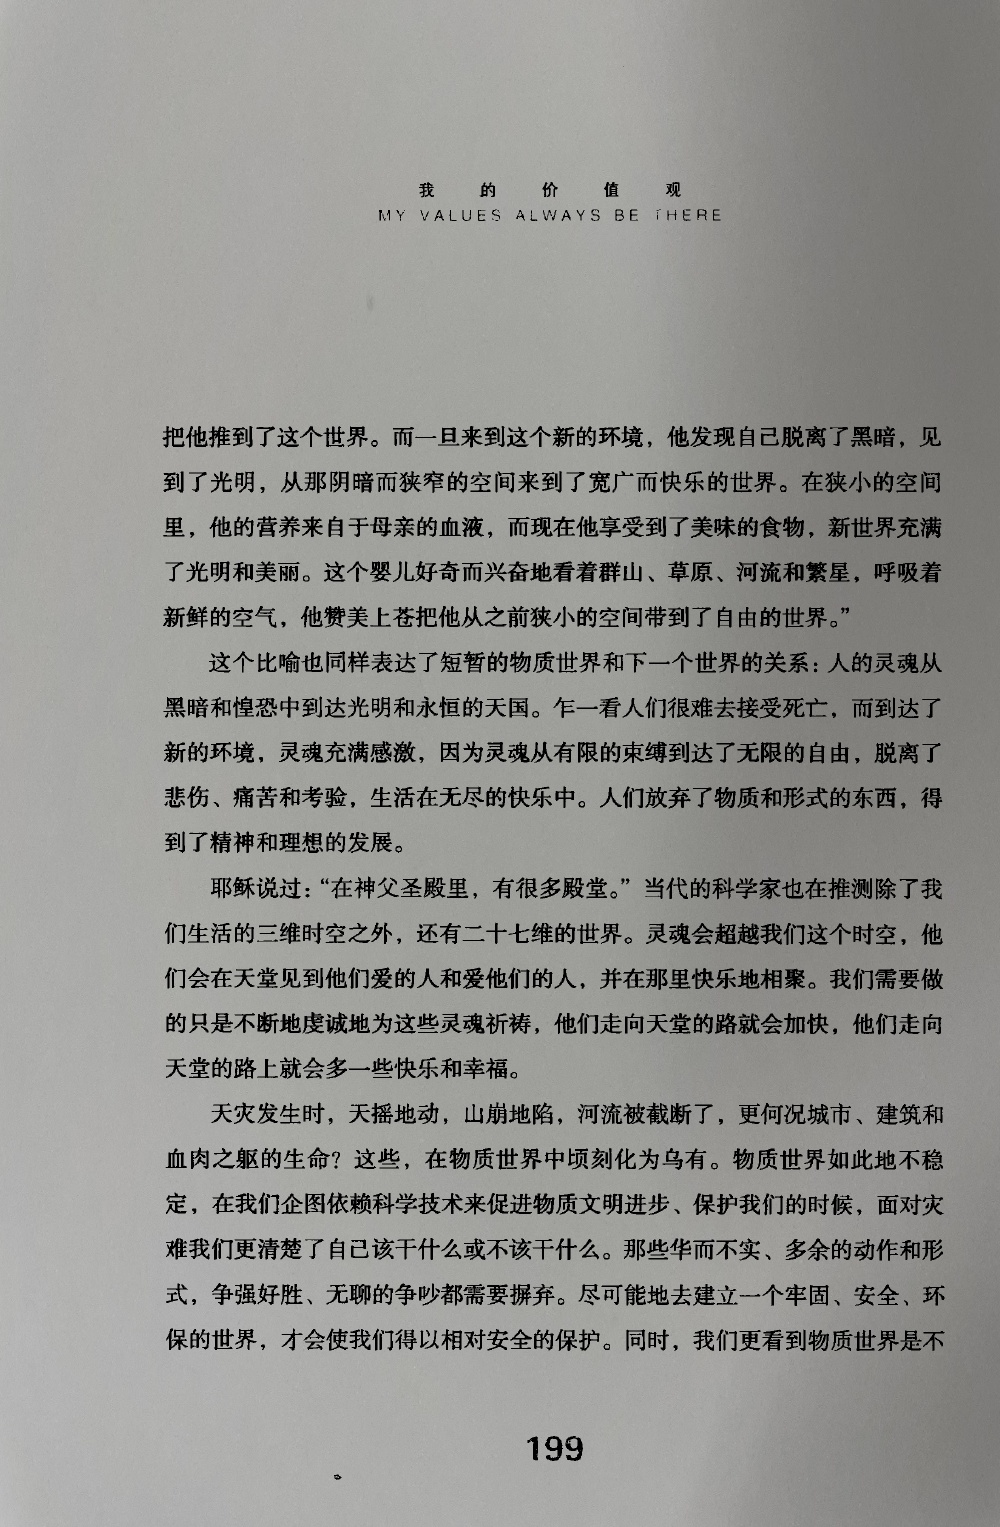 我的价值观
MY VALUES ALWAYS BE THERE
把他推到了这个世界。而一旦来到这个新的环境，他发现自己脱离了黑暗，见
到了光明，从那阴暗而狭窄的空间来到了宽广而快乐的世界。在狭小的空间
里，他的营养来自于母亲的血液，而现在他享受到了美味的食物，新世界充满
了光明和美丽。这个婴儿好奇而兴奋地看着群山、草原、河流和繁星，呼吸着
新鲜的空气，他赞美上苍把他从之前狭小的空间带到了自由的世界。”
这个比喻也同样表达了短暂的物质世界和下一个世界的关系：人的灵魂从
黑暗和惶恐中到达光明和永恒的天国。乍一看人们很难去接受死亡，而到达了
新的环境，灵魂充满感激，因为灵魂从有限的束缚到达了无限的自由，脱离了
悲伤、痛苦和考验，生活在无尽的快乐中。人们放弃了物质和形式的东西，得
到了精神和理想的发展。
耶稣说过：“在神父圣殿里，有很多殿堂。”当代的科学家也在推测除了我
们生活的三维时空之外，还有二十七维的世界。灵魂会超越我们这个时空，他
们会在天堂见到他们爱的人和爱他们的人，并在那里快乐地相聚。我们需要做
的只是不断地虔诚地为这些灵魂祈祷，他们走向天堂的路就会加快，他们走向
天堂的路上就会多一些快乐和幸福。
天灾发生时，天摇地动，山崩地陷，河流被截断了，更何况城市、建筑和
血肉之躯的生命？这些，在物质世界中顷刻化为乌有。物质世界如此地不稳
定，在我们企图依赖科学技术来促进物质文明进步、保护我们的时候，面对灾
难我们更清楚了自己该干什么或不该干什么。那些华而不实、多余的动作和形
式，争强好胜、无聊的争吵都需要摒弃。尽可能地去建立一个牢固、安全、环
保的世界，才会使我们得以相对安全的保护。同时，我们更看到物质世界是不
199